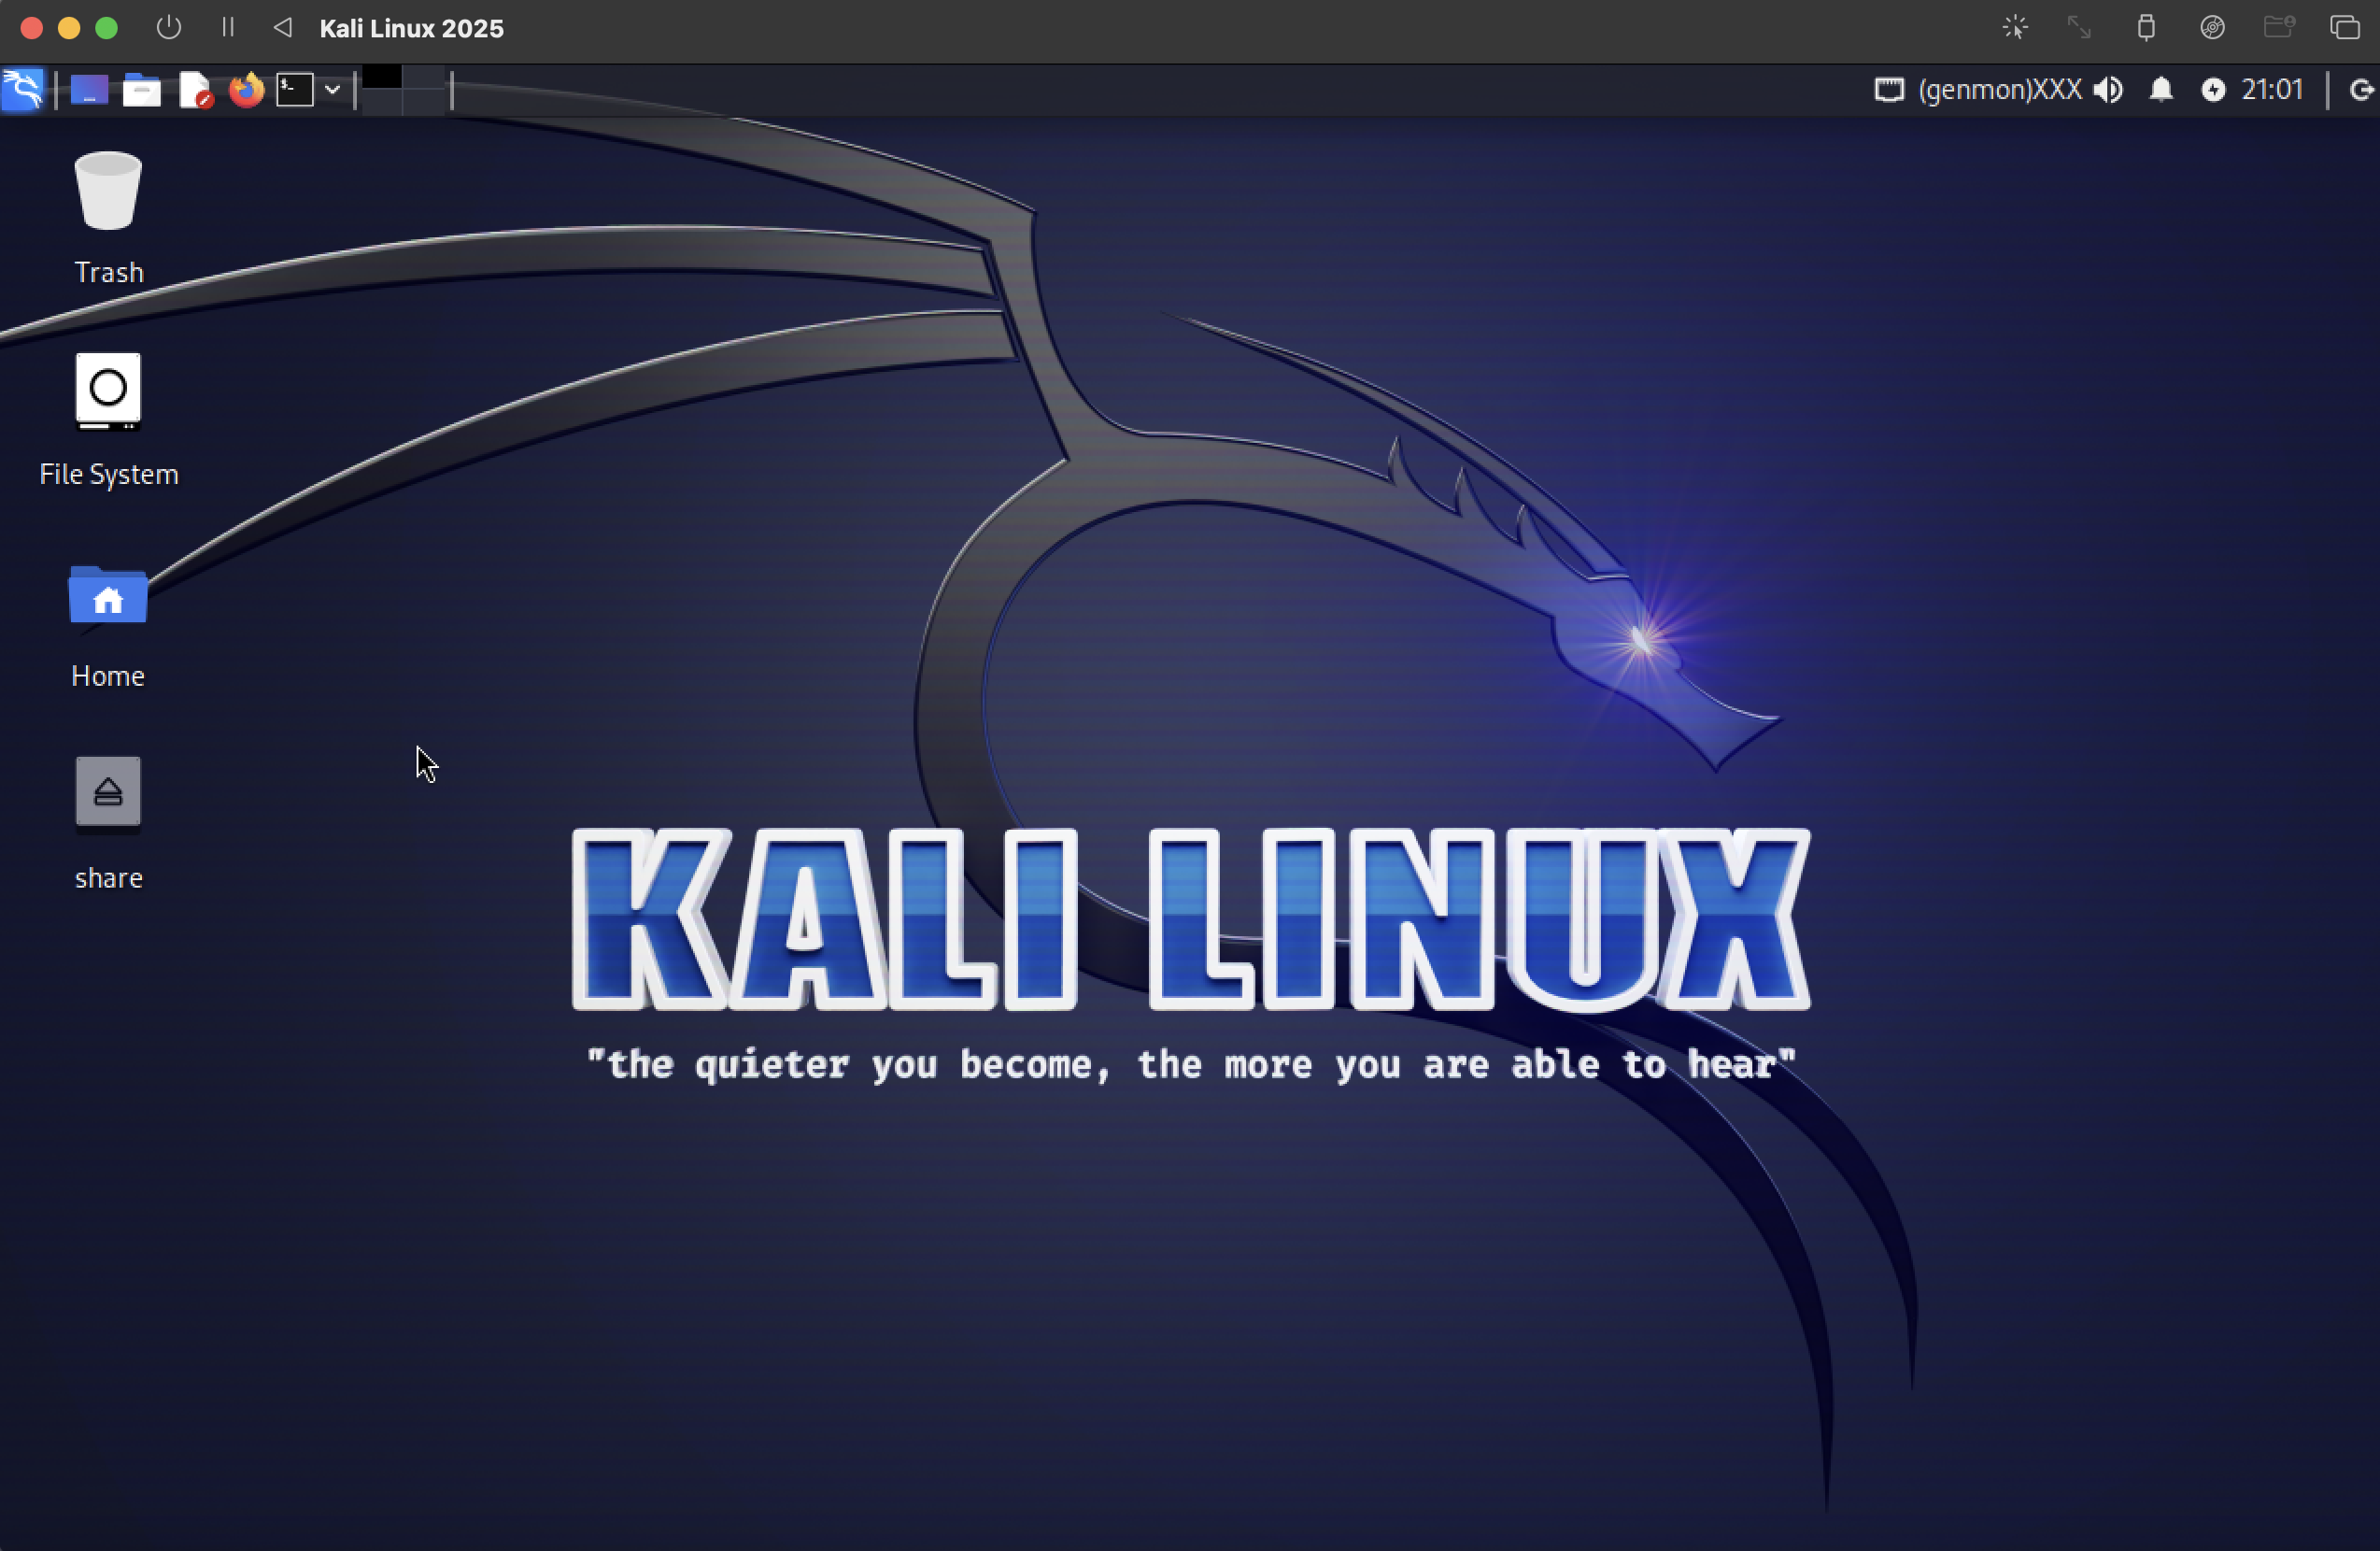 Kali Linux 2025
(genmon)XXX 21:01
Trash
File System
Home
share
KALI LINUX
"the quieter you become, the more you are able to hear"